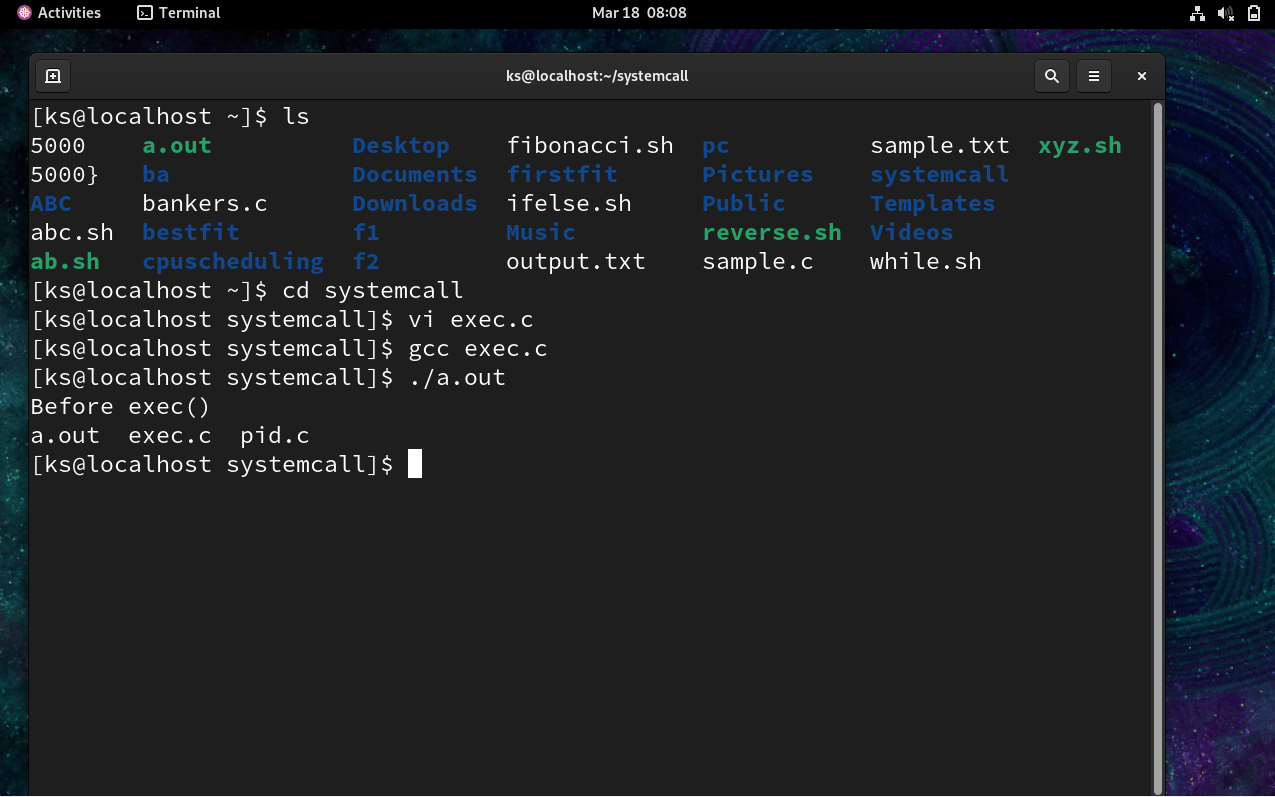 Activities Terminal Mar 18 08:08
ks@localhost:~/systemcall
[ks@localhost ~]$ ls
5000 a.out Desktop fibonacci.sh pc sample.txt xyz.sh
5000} ba Documents firstfit Pictures systemcall
ABC bankers.c Downloads ifelse.sh Public Templates
abc.sh bestfit f1 Music reverse.sh Videos
ab.sh cpuscheduling f2 output.txt sample.c while.sh
[ks@localhost ~]$ cd systemcall
[ks@localhost systemcall]$ vi exec.c
[ks@localhost systemcall]$ gcc exec.c
[ks@localhost systemcall]$ ./a.out
Before exec()
a.out exec.c pid.c
[ks@localhost systemcall]$